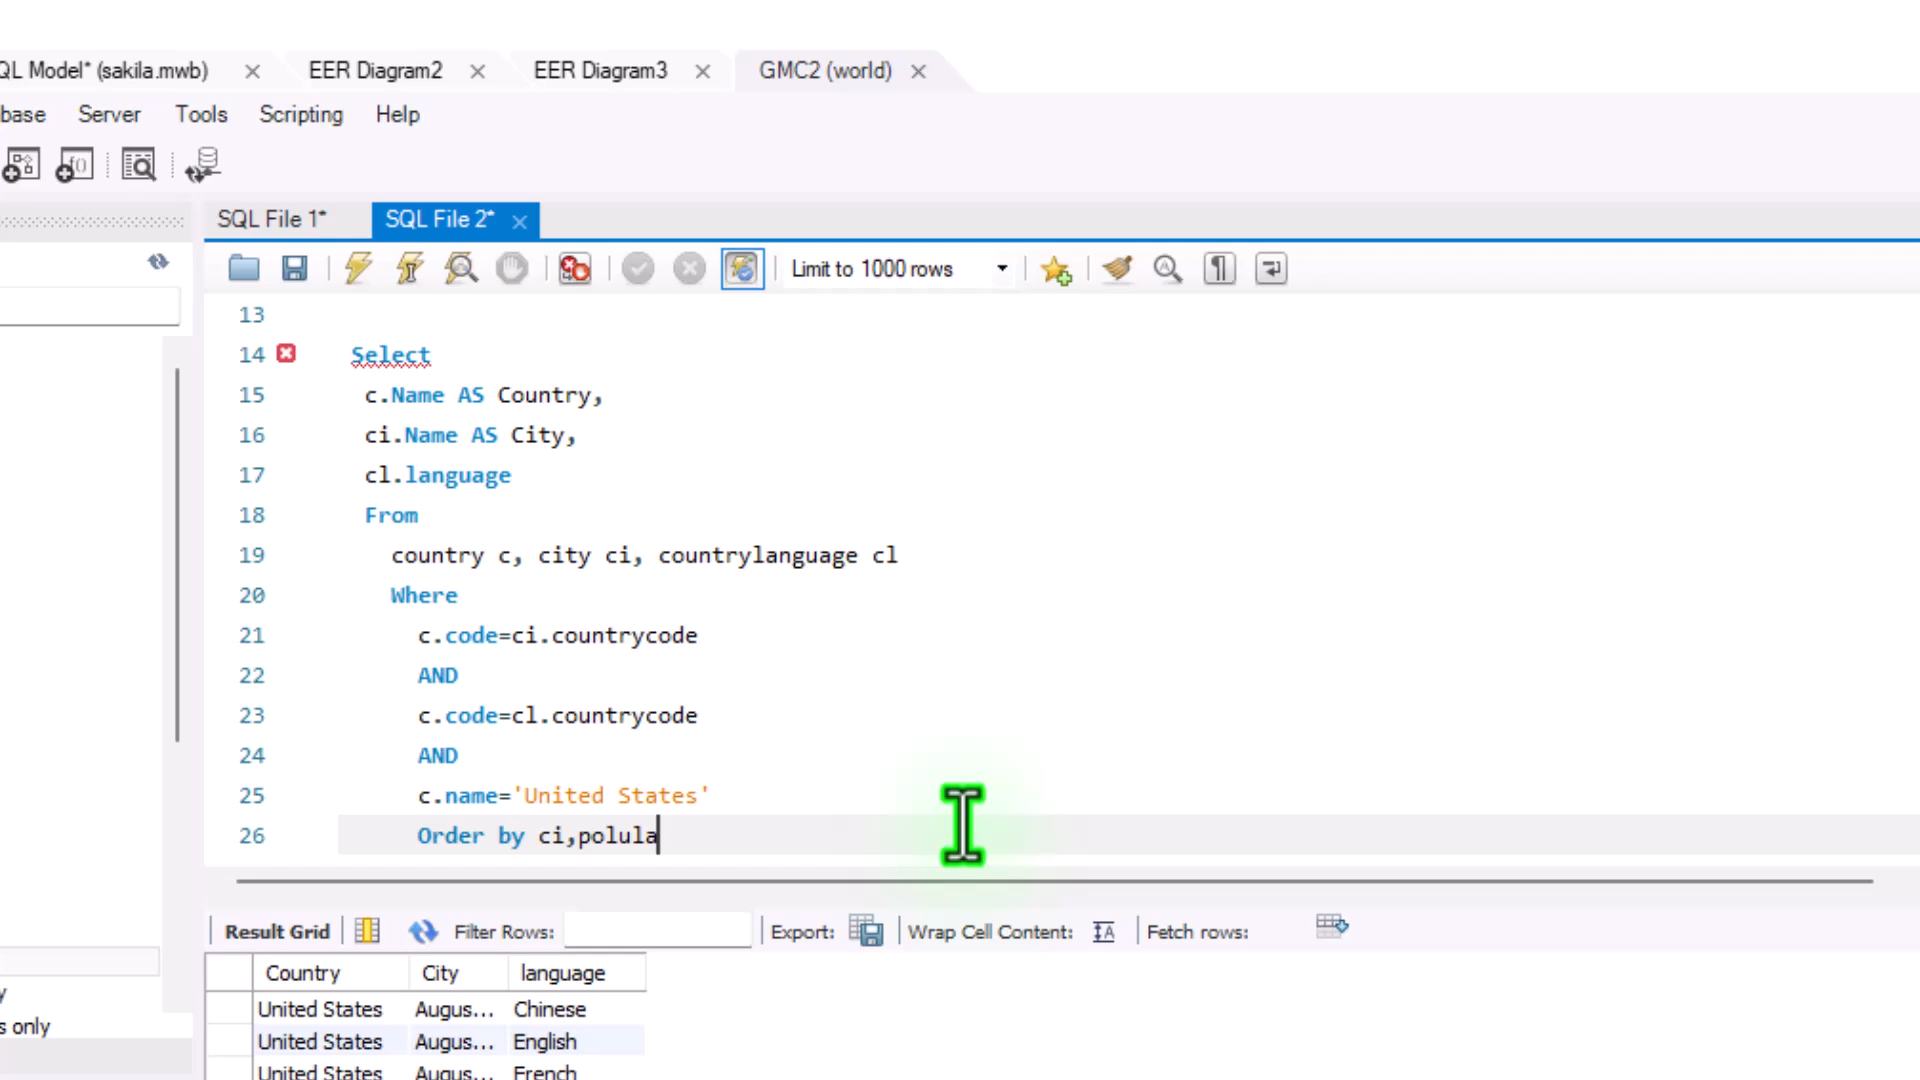 QL Model* (sakila.mwb) EER Diagram2 EER Diagram3 GMC2 (world)
base Server Tools Scripting Help
SQL File 1* SQL File 2*
Limit to 1000 rows
13
14 Select
15 c.Name AS Country,
16 ci.Name AS City,
17 cl.language
18 From
19 country c, city ci, countrylanguage cl
20 Where
21 c.code=ci.countrycode
22 AND
23 c.code=cl.countrycode
24 AND
25 c.name='United States'
26 Order by ci,polula
Result Grid Filter Rows: Export: Wrap Cell Content: Fetch rows:
Country City language
United States Augus... Chinese
y
s only
United States Augus... English
United States Augus... French